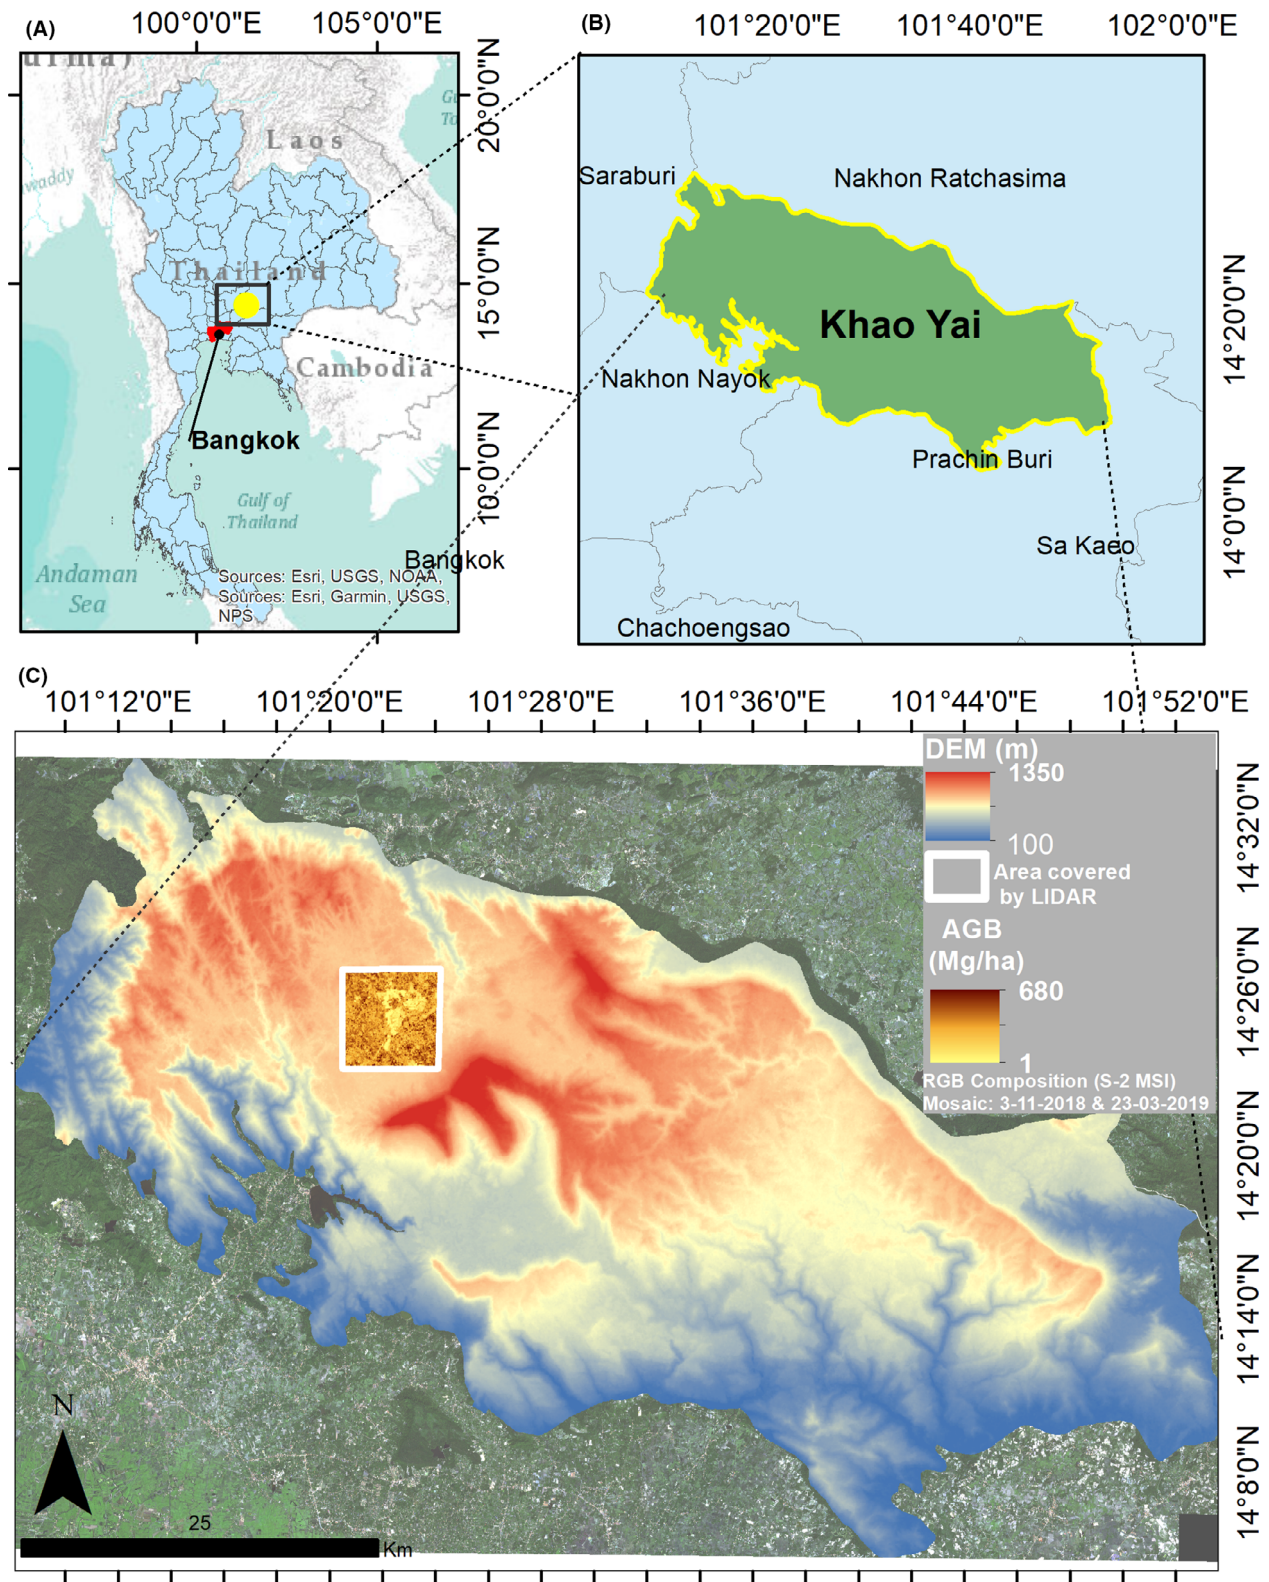 (A)
100°0'0"E
105°0'0"E
20°0'0"N
15°0'0"N
10°0'0"N
Laos
Thailand
Cambodia
Bangkok
Gulf of
Thailand
Andaman
Sea
Bangkok
Sources: Esri, USGS, NOAA,
Sources: Esri, Garmin, USGS,
NPS
(B)
101°20'0"E
101°40'0"E
102°0'0"E
14°20'0"N
14°0'0"N
Saraburi
Nakhon Ratchasima
Khao Yai
Nakhon Nayok
Prachin Buri
Sa Kaeo
Chachoengsao
(C)
101°12'0"E
101°20'0"E
101°28'0"E
101°36'0"E
101°44'0"E
101°52'0"E
14°32'0"N
14°26'0"N
14°20'0"N
14°14'0"N
14°8'0"N
DEM (m)
1350
100
Area covered
by LIDAR
AGB
(Mg/ha)
680
1
RGB Composition (S-2 MSI)
Mosaic: 3-11-2018 & 23-03-2019
N
25
Km